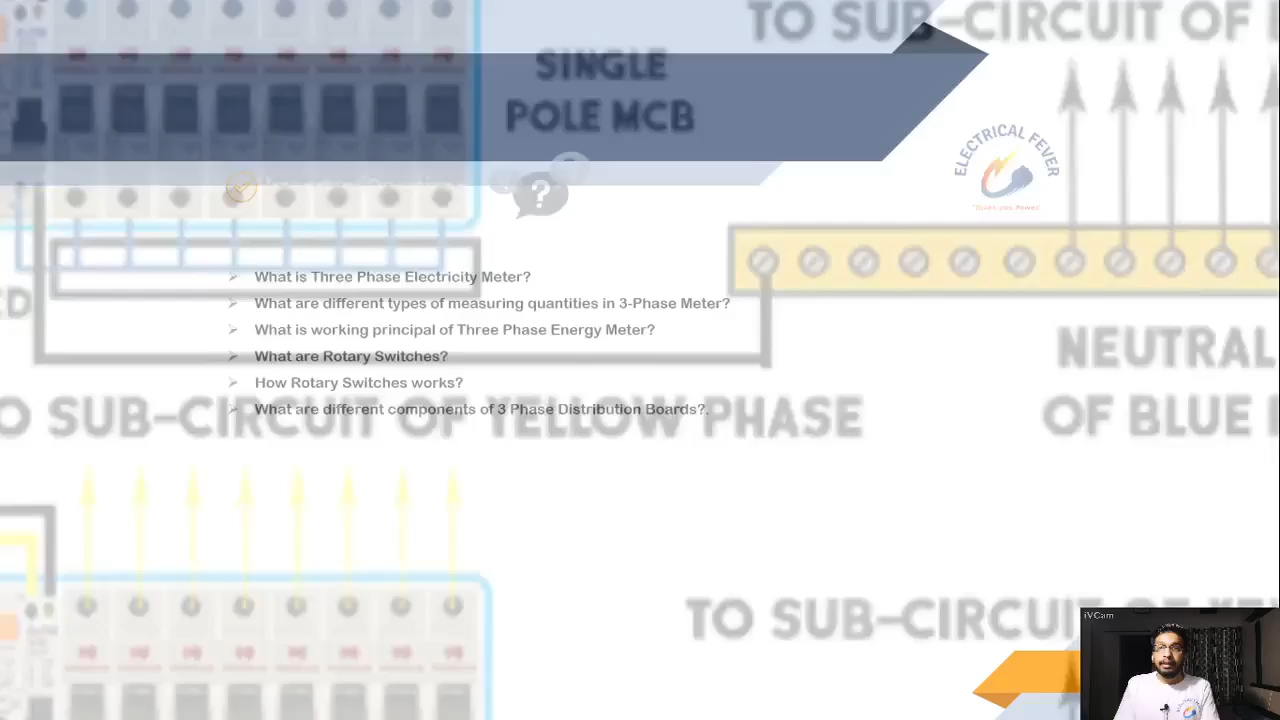 TO SUB-CIRCUIT OF
SINGLE
POLE MCB
ELECTRICAL FEVER
What is Three Phase Electricity Meter?
What are different types of measuring quantities in 3-Phase Meter?
What is working principal of Three Phase Energy Meter?
What are Rotary Switches?
How Rotary Switches works?
What are different components of 3 Phase Distribution Boards?.
NEUTRAL
OF BLUE
TO SUB-CIRCUIT OF YELLOW PHASE
TO SUB-CIRCUIT OF
iVCam